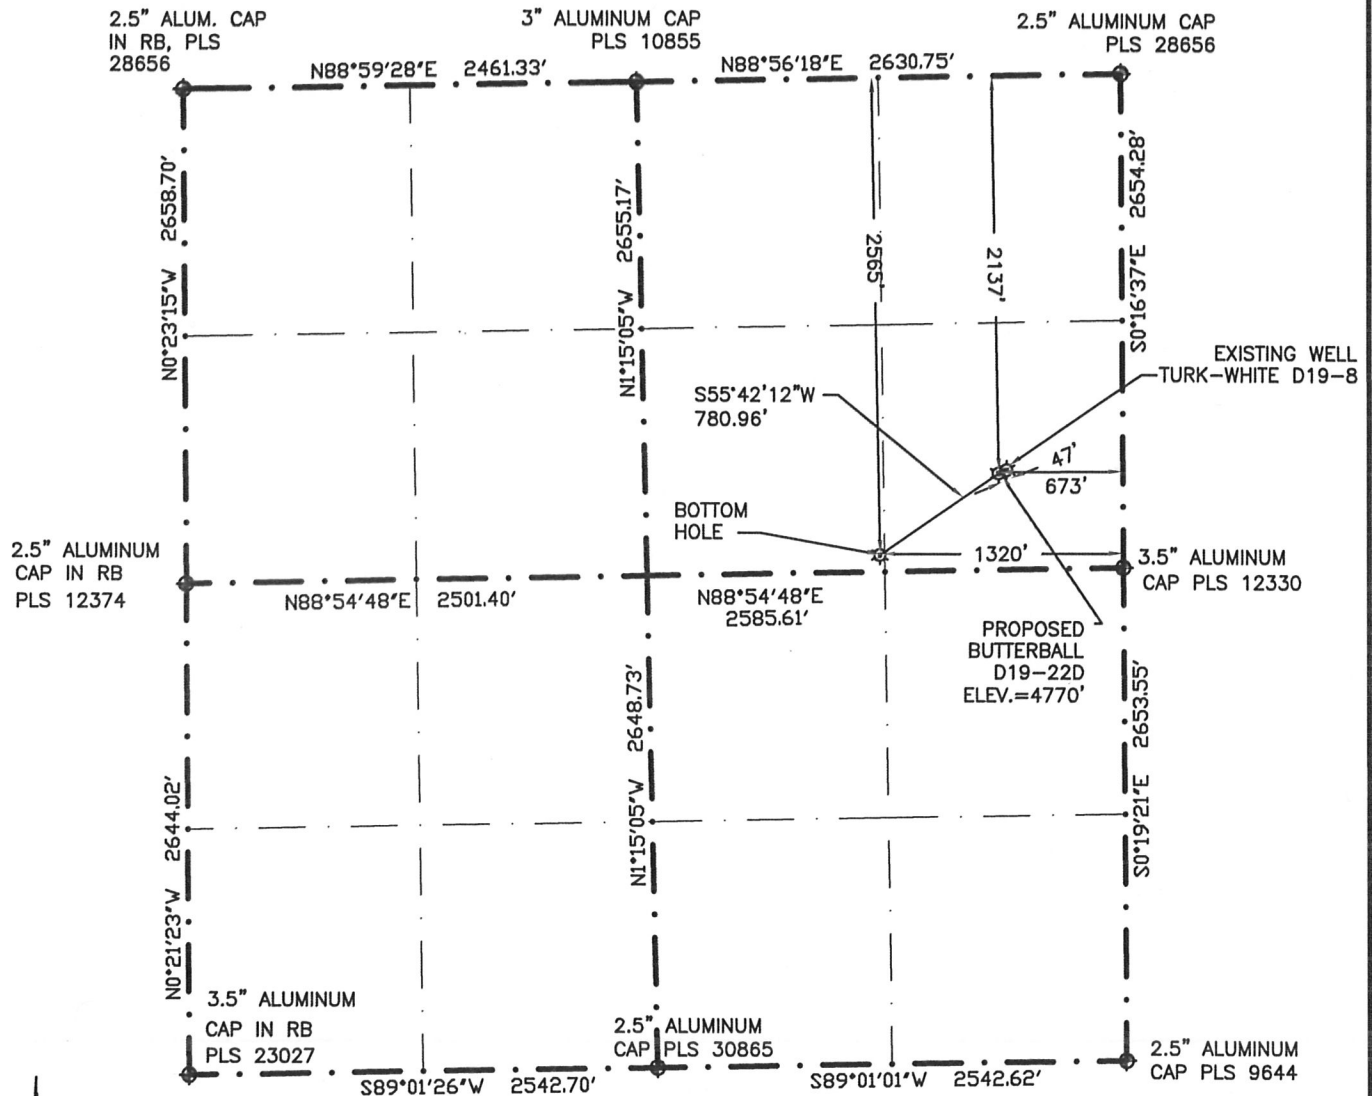 2.5" ALUM. CAP
IN RB, PLS
28656
3" ALUMINUM CAP
PLS 10855
2.5" ALUMINUM CAP
PLS 28656
N88°59'28"E 2461.33'
N88°56'18"E 2630.75'
N0°23'15"W 2658.70'
N1°15'05"W 2655.17'
2565'
2137'
S0°16'37"E 2654.28'
EXISTING WELL
TURK-WHITE D19-8
S55°42'12"W
780.96'
47'
673'
BOTTOM
HOLE
1320'
2.5" ALUMINUM
CAP IN RB
PLS 12374
3.5" ALUMINUM
CAP PLS 12330
N88°54'48"E 2501.40'
N88°54'48"E
2585.61'
PROPOSED
BUTTERBALL
D19-22D
ELEV.=4770'
N0°21'23"W 2644.02'
N1°15'05"W 2648.73'
S0°19'21"E 2653.55'
3.5" ALUMINUM
CAP IN RB
PLS 23027
2.5" ALUMINUM
CAP PLS 30865
2.5" ALUMINUM
CAP PLS 9644
S89°01'26"W 2542.70'
S89°01'01"W 2542.62'